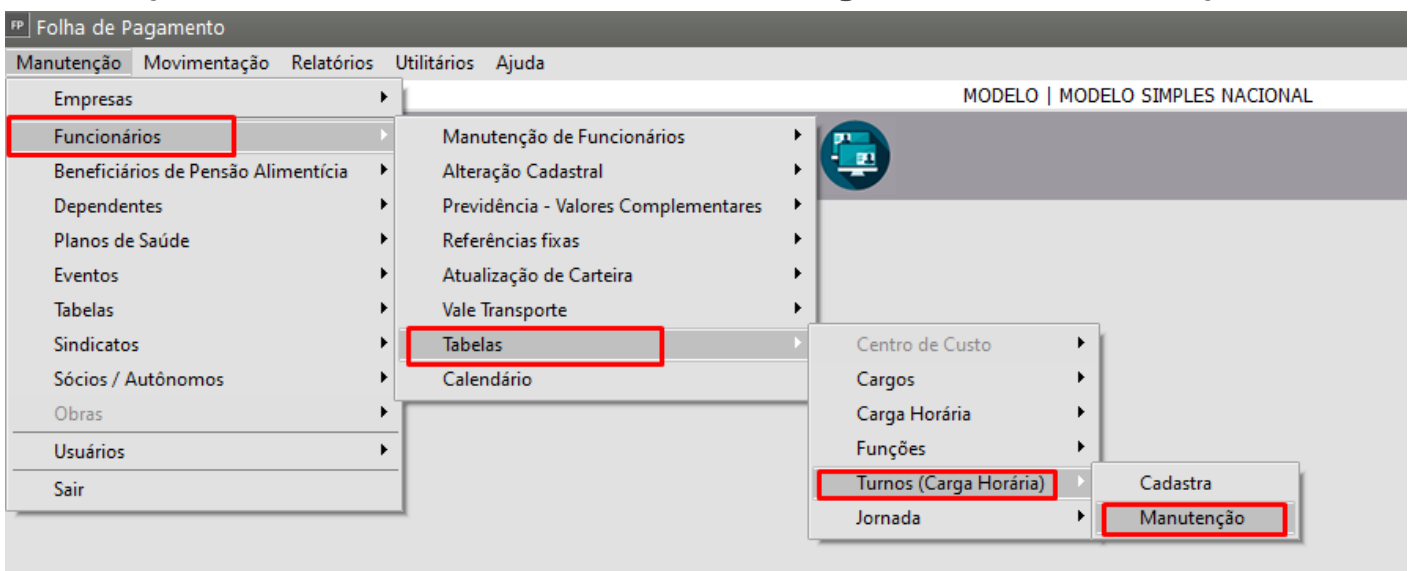 FP Folha de Pagamento
Manutenção Movimentação Relatórios Utilitários Ajuda
MODELO | MODELO SIMPLES NACIONAL
Empresas
Funcionários
Beneficiários de Pensão Alimentícia
Dependentes
Planos de Saúde
Eventos
Tabelas
Sindicatos
Sócios / Autônomos
Obras
Usuários
Sair
Manutenção de Funcionários
Alteração Cadastral
Previdência - Valores Complementares
Referências fixas
Atualização de Carteira
Vale Transporte
Tabelas
Calendário
Centro de Custo
Cargos
Carga Horária
Funções
Turnos (Carga Horária)
Jornada
Cadastra
Manutenção